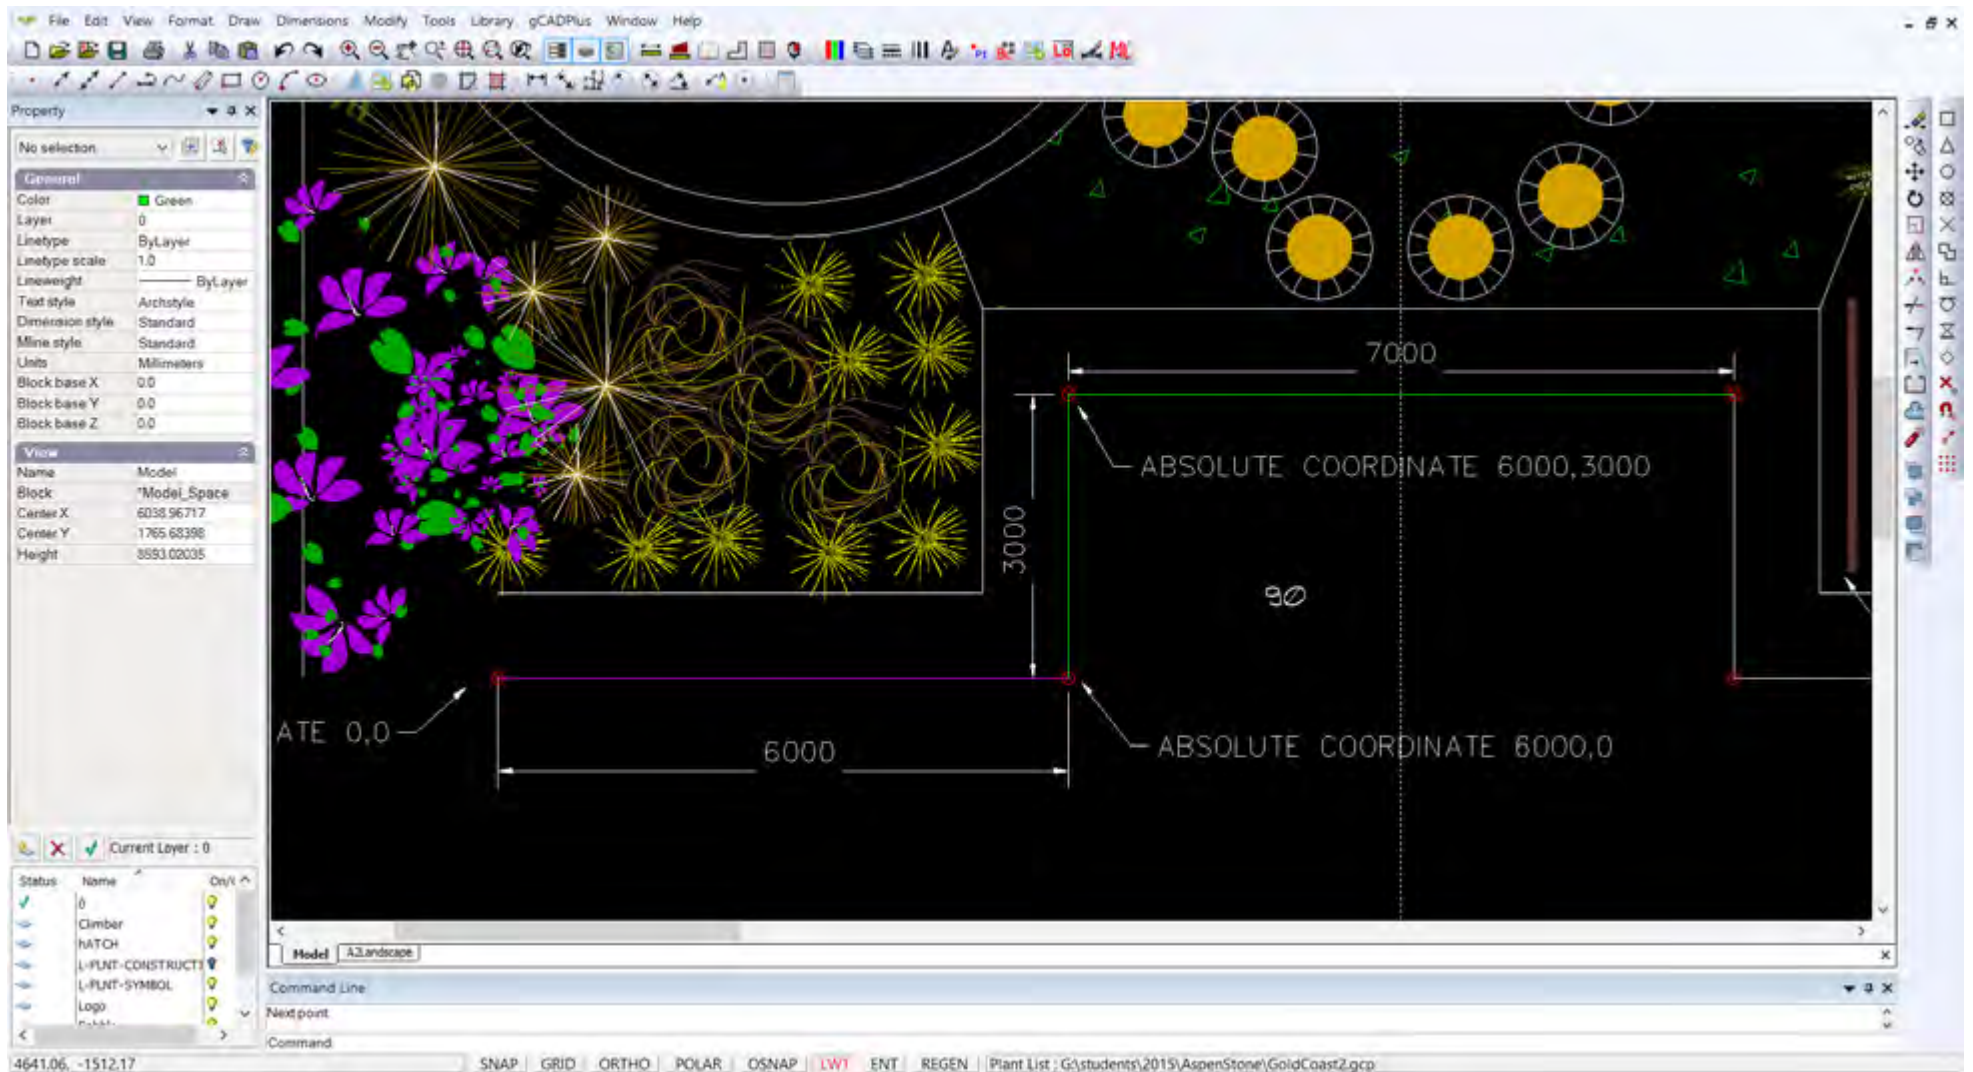 File Edit View Format Draw Dimensions Modify Tools Library gCADPlus Window Help
Property
No selection
General
Color Green
Layer 0
Linetype ByLayer
Linetype scale 1.0
Lineweight ByLayer
Text style Archstyle
Dimension style Standard
Mline style Standard
Units Millimeters
Block base X 0.0
Block base Y 0.0
Block base Z 0.0
View
Name Model
Block *Model_Space
Center X 6038.96717
Center Y 1765.68398
Height 8593.02035
7000
ABSOLUTE COORDINATE 6000,3000
3000
90
ATE 0,0
6000
ABSOLUTE COORDINATE 6000,0
Current Layer : 0
Status Name On/
0
Climber
hATCH
L-PLNT-CONSTRUCTI
L-PLNT-SYMBOL
Logo
Model A2Landscape
Command Line
Next point
Command
4641.06, -1512.17 SNAP GRID ORTHO POLAR OSNAP LWT ENT REGEN Plant List : G:\students\2015\AspenStone\GoldCoast2.gcp